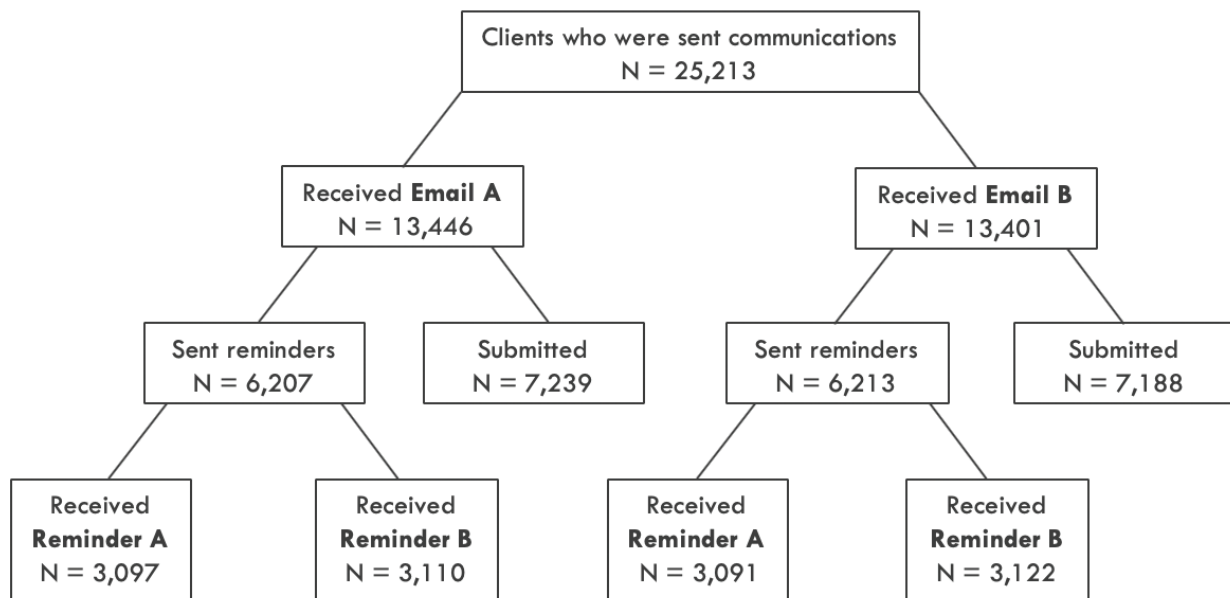 Clients who were sent communications
N = 25,213
Received Email A
N = 13,446
Received Email B
N = 13,401
Sent reminders
N = 6,207
Submitted
N = 7,239
Sent reminders
N = 6,213
Submitted
N = 7,188
Received
Reminder A
N = 3,097
Received
Reminder B
N = 3,110
Received
Reminder A
N = 3,091
Received
Reminder B
N = 3,122